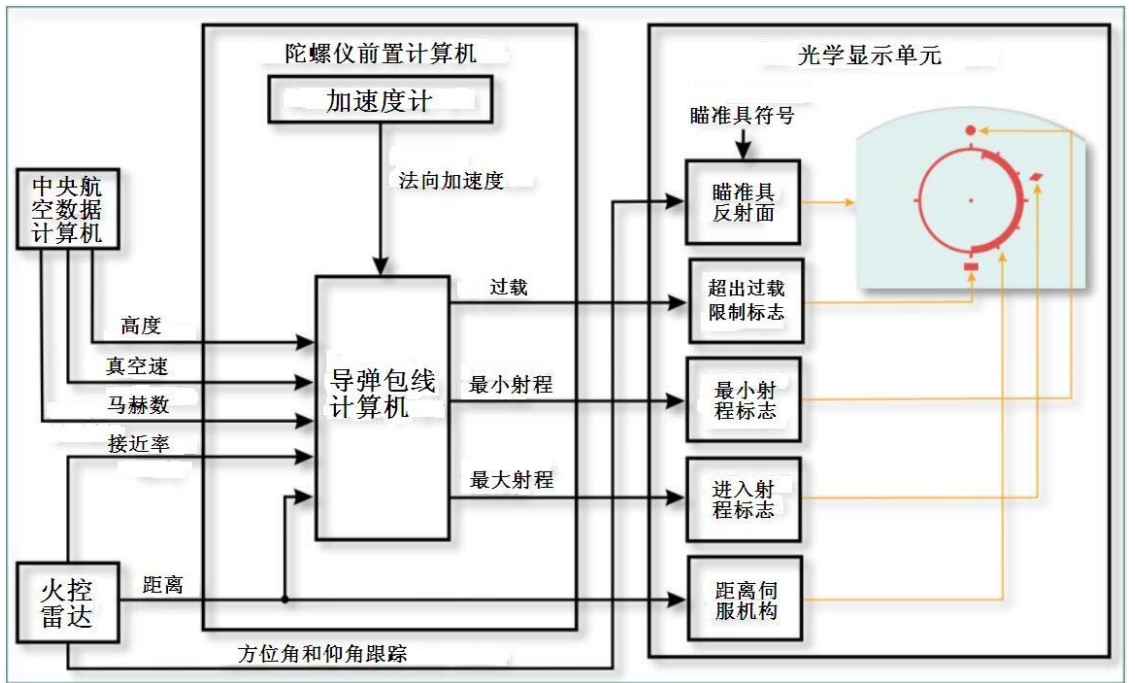 陀螺仪前置计算机
加速度计
法向加速度
中央航
空数据
计算机
高度
真空速
马赫数
接近率
导弹包线
计算机
火控
雷达
距离
方位角和仰角跟踪
过载
最小射程
最大射程
光学显示单元
瞄准具符号
瞄准具
反射面
超出过载
限制标志
最小射
程标志
进入射
程标志
距离伺
服机构